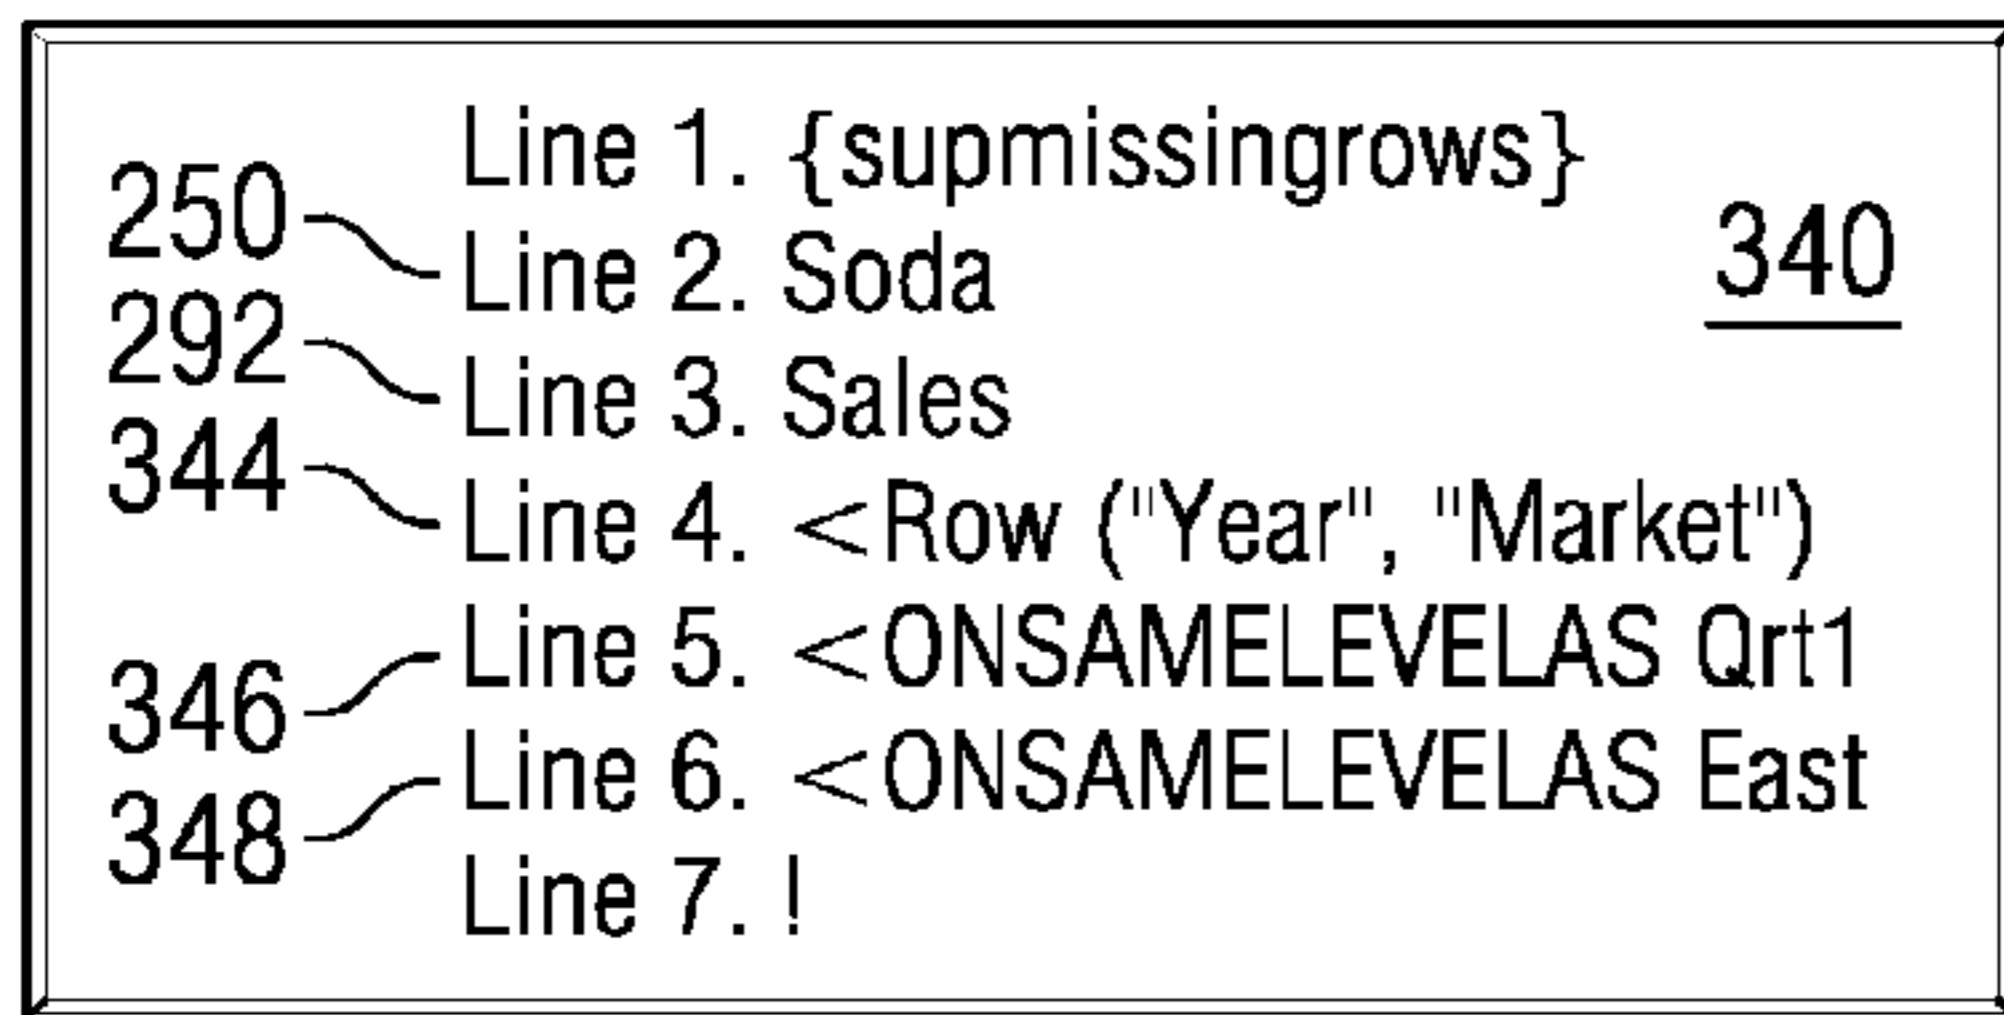 Line 1. {supmissingrows}
250 Line 2. Soda
340
292 Line 3. Sales
344 Line 4. <Row ("Year", "Market")
346 Line 5. <ONSAMELEVELAS Qrt1
348 Line 6. <ONSAMELEVELAS East
Line 7. !